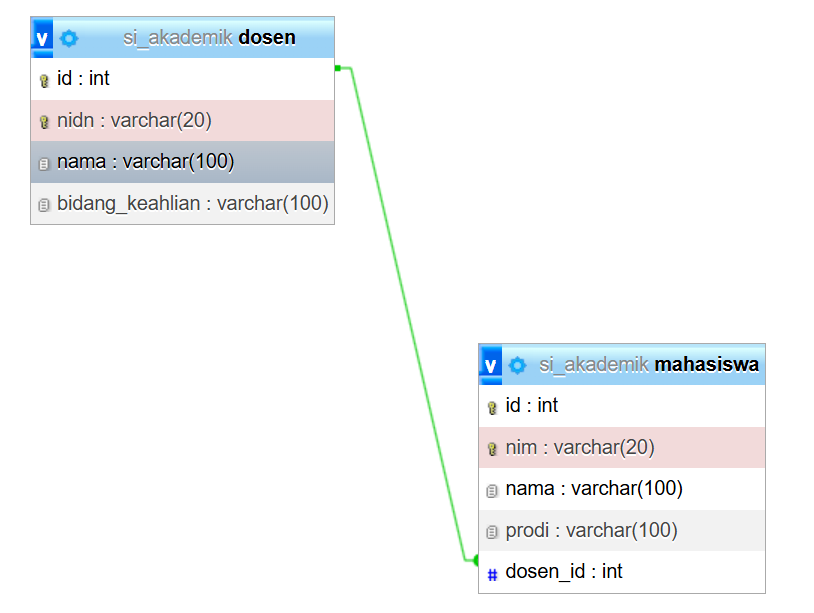 v si_akademik dosen
id : int
nidn : varchar(20)
nama : varchar(100)
bidang_keahlian : varchar(100)
v si_akademik mahasiswa
id : int
nim : varchar(20)
nama : varchar(100)
prodi : varchar(100)
# dosen_id : int